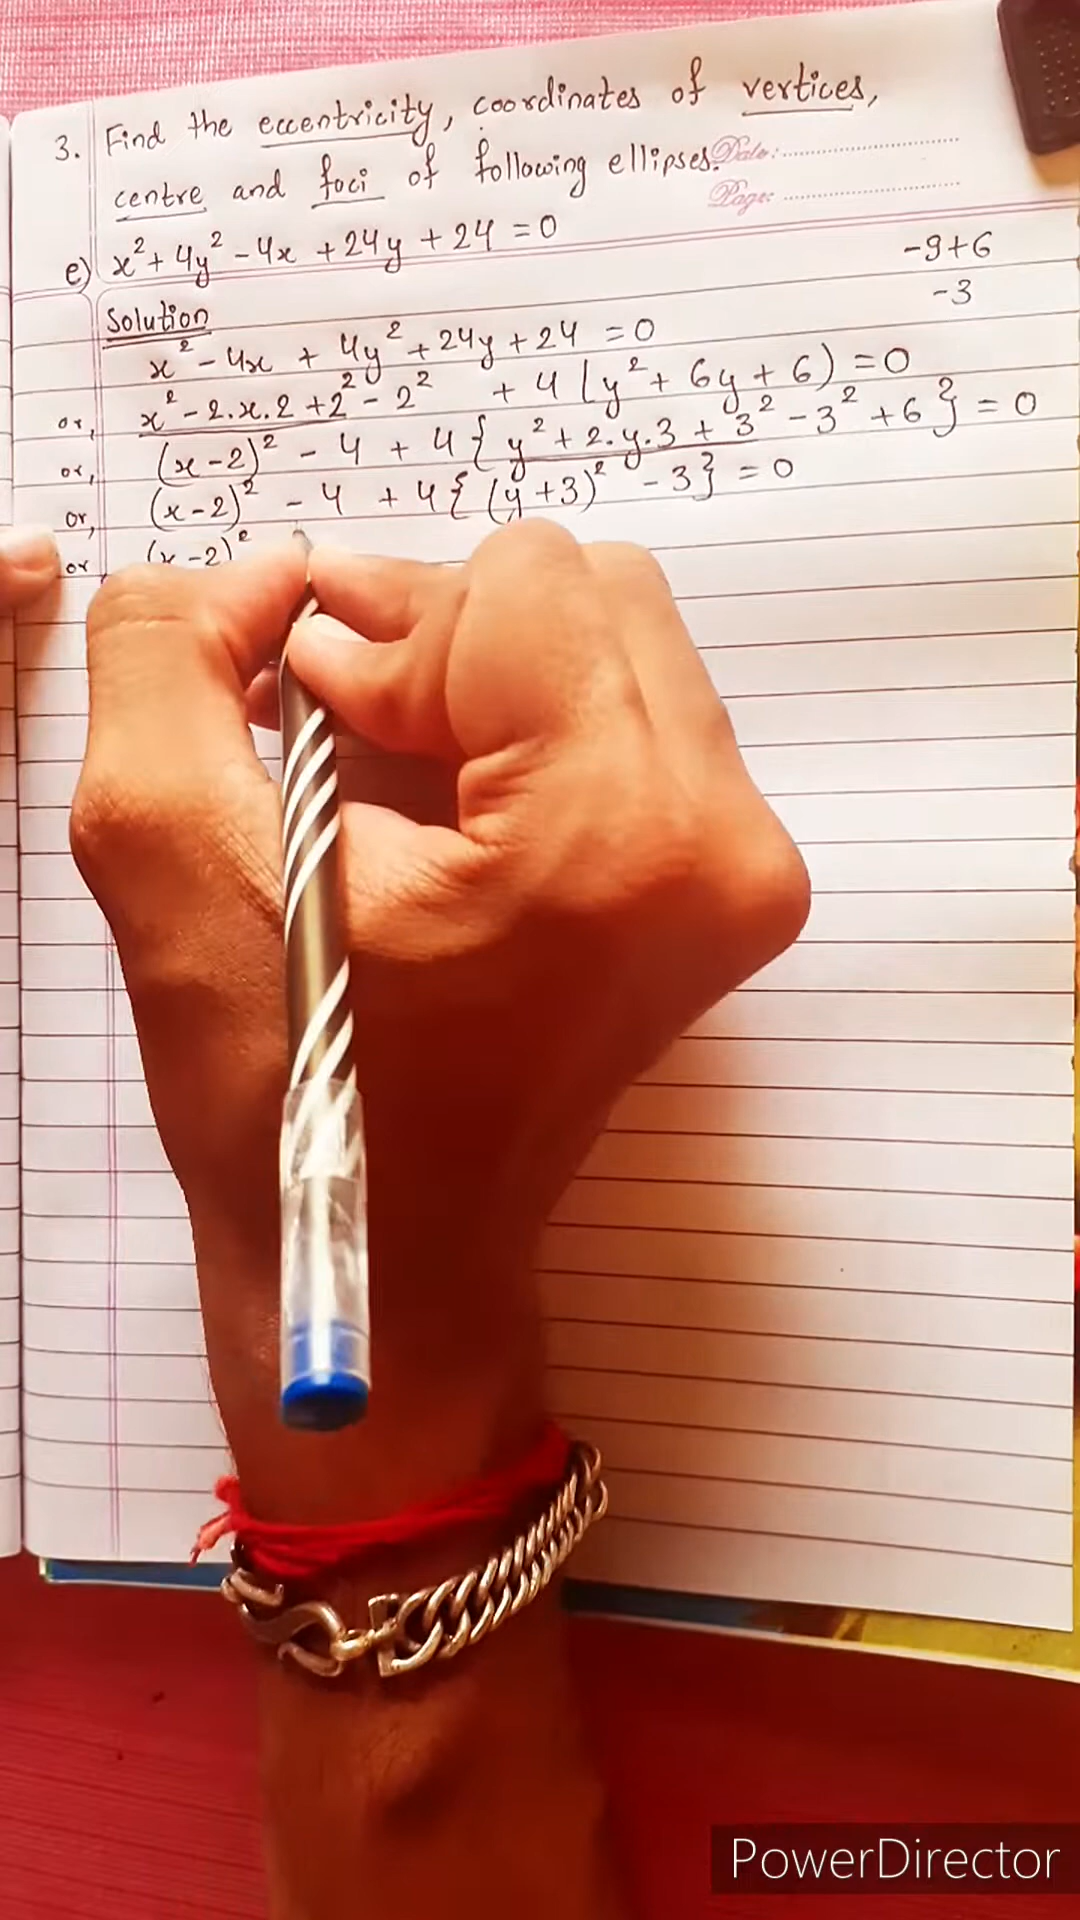 3. Find the eccentricity, coordinates of vertices,
centre and foci of following ellipses.
Date:
Page:
e) x² + 4y² - 4x + 24y + 24 = 0
-9+6
-3
Solution
x² - 4x + 4y² + 24y + 24 = 0
or, x² - 2.x.2 + 2² - 2² + 4(y² + 6y + 6) = 0
or, (x-2)² - 4 + 4{y² + 2.y.3 + 3² - 3² + 6} = 0
or, (x-2)² - 4 + 4{(y+3)² - 3} = 0
or (x-2)²
PowerDirector